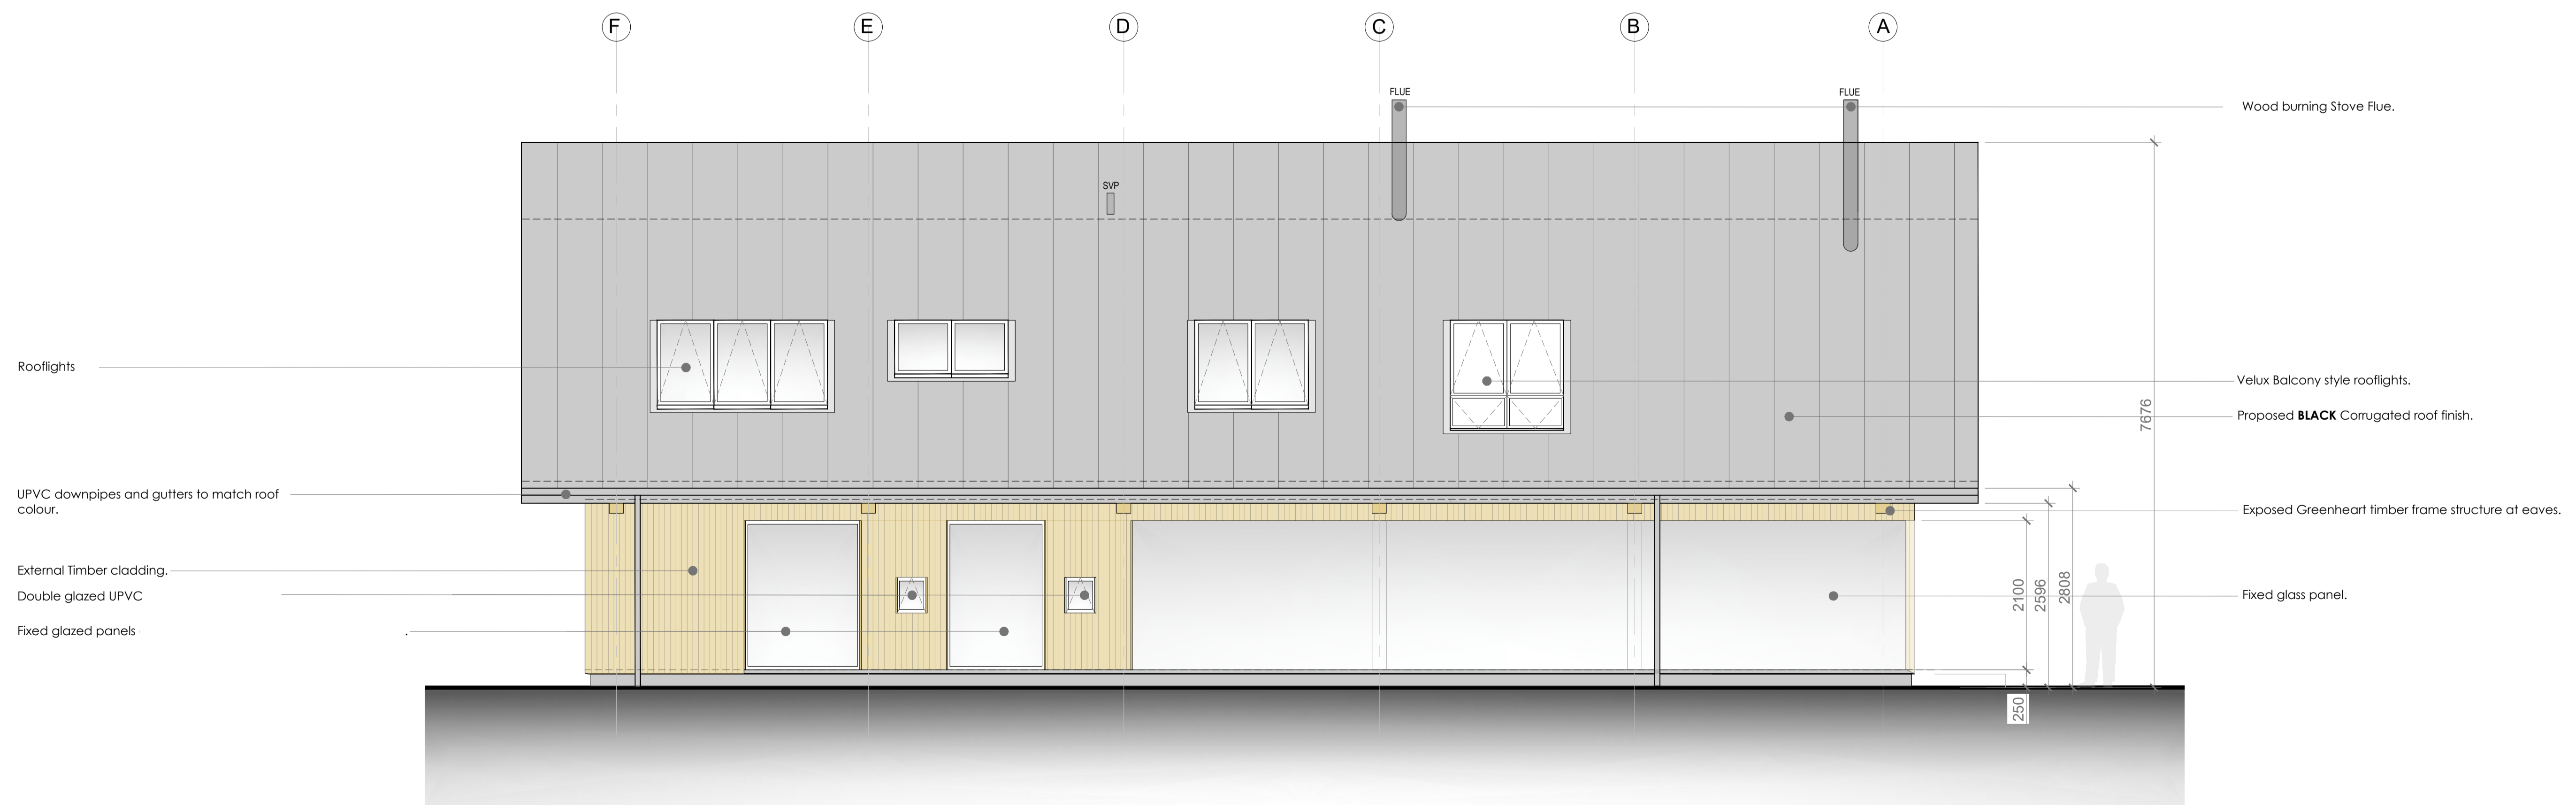 F
E
D
C
B
A
FLUE
FLUE
Wood burning Stove Flue.
SVP
Rooflights
Velux Balcony style rooflights.
Proposed BLACK Corrugated roof finish.
7676
UPVC downpipes and gutters to match roof
colour.
Exposed Greenheart timber frame structure at eaves.
External Timber cladding.
Double glazed UPVC
Fixed glass panel.
2100
2596
2808
Fixed glazed panels
.
250